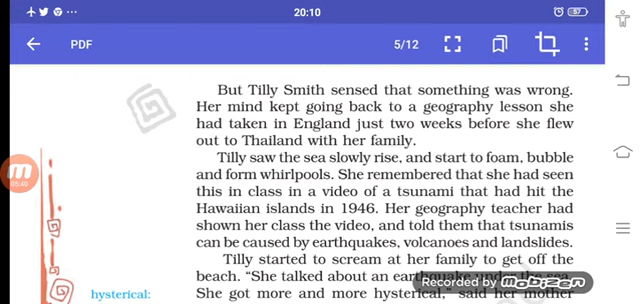 20:10
57
PDF
5/12
But Tilly Smith sensed that something was wrong.
Her mind kept going back to a geography lesson she
had taken in England just two weeks before she flew
out to Thailand with her family.
Tilly saw the sea slowly rise, and start to foam, bubble
and form whirlpools. She remembered that she had seen
this in class in a video of a tsunami that had hit the
Hawaiian islands in 1946. Her geography teacher had
shown her class the video, and told them that tsunamis
can be caused by earthquakes, volcanoes and landslides.
Tilly started to scream at her family to get off the
beach. “She talked about an earthquake under the sea.
hysterical: She got more and more hysterical,” said her mother
M
05:40
Recorded by MOBIZEN